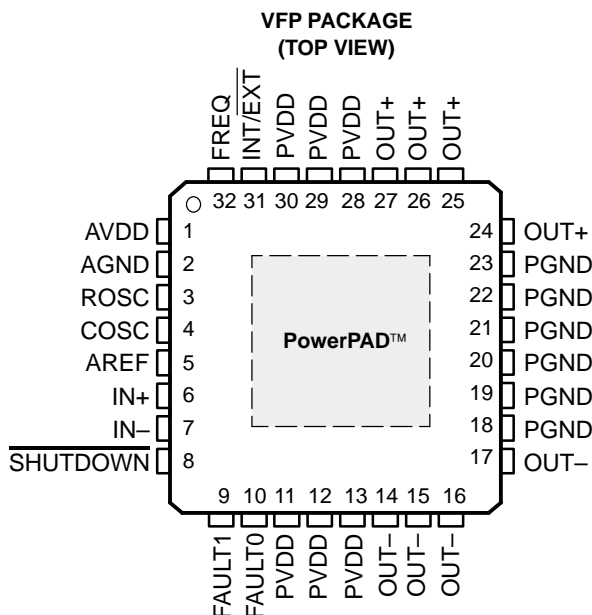 VFP PACKAGE
(TOP VIEW)
FREQ
INT/EXT
PVDD
PVDD
PVDD
OUT+
OUT+
OUT+
32 31 30 29 28 27 26 25
AVDD 1
AGND 2
ROSC 3
COSC 4
AREF 5
IN+ 6
IN– 7
SHUTDOWN 8
PowerPAD™
24 OUT+
23 PGND
22 PGND
21 PGND
20 PGND
19 PGND
18 PGND
17 OUT–
9 10 11 12 13 14 15 16
FAULT1
FAULT0
PVDD
PVDD
PVDD
OUT–
OUT–
OUT–